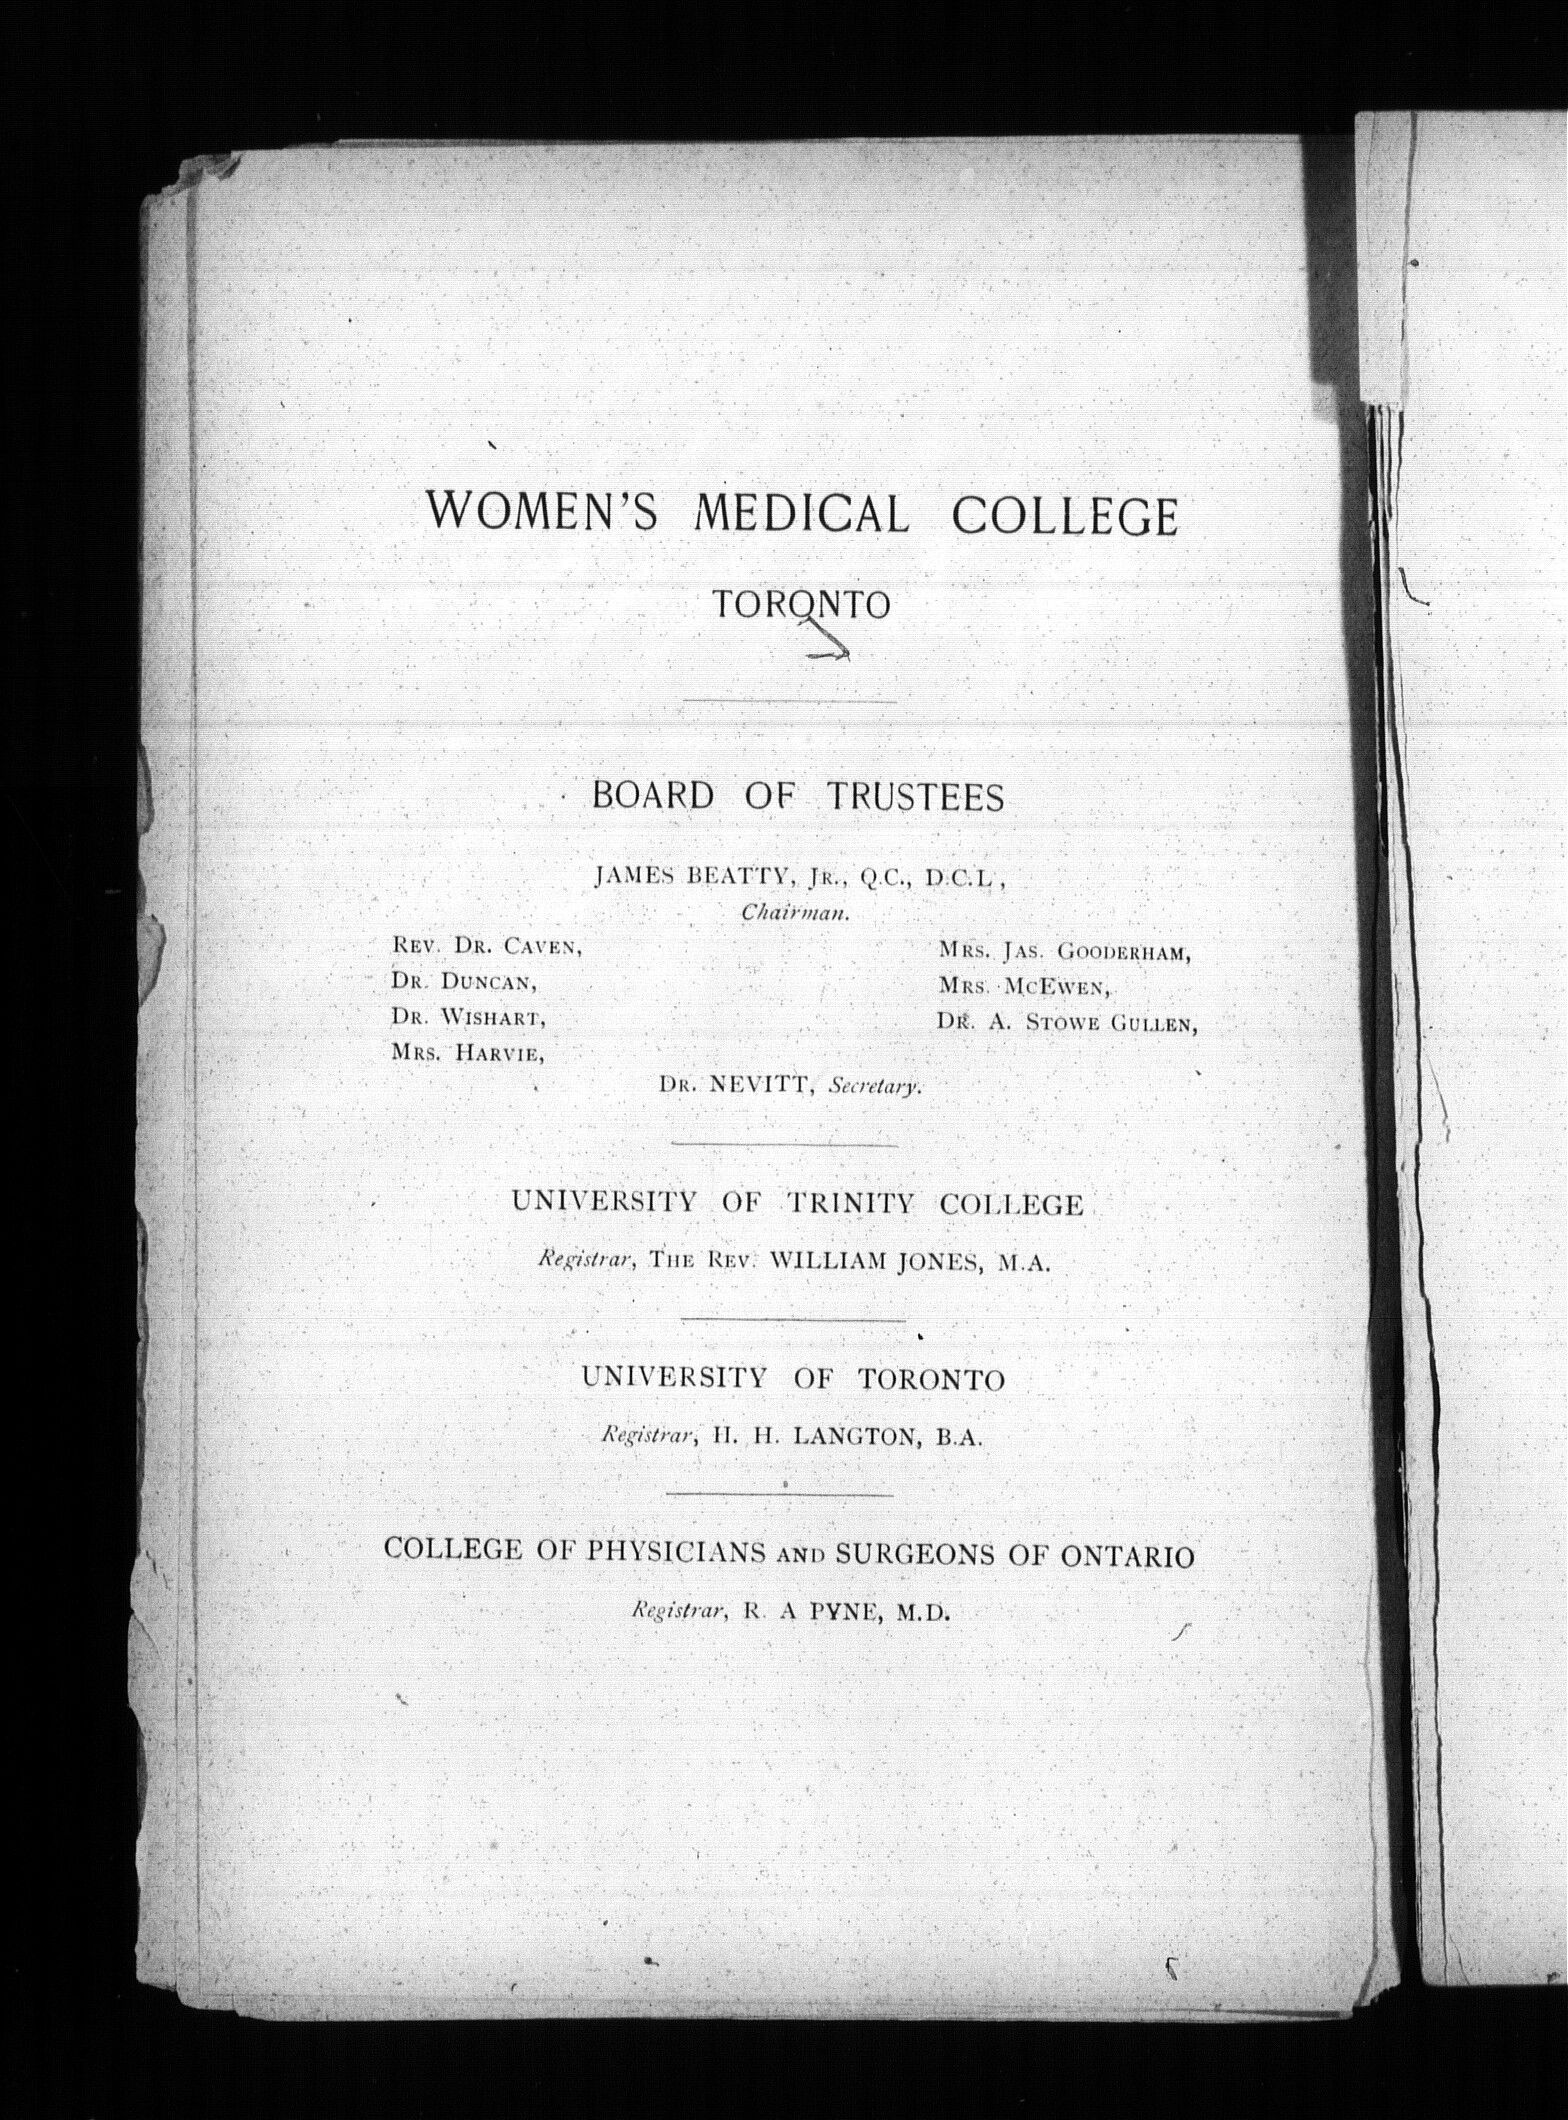 WOMEN'S MEDICAL COLLEGE
TORONTO
BOARD OF TRUSTEES
JAMES BEATTY, JR., Q.C., D.C.L,
Chairman.
REV. DR. CAVEN,
DR. DUNCAN,
DR. WISHART,
MRS. HARVIE,
MRS. JAS. GOODERHAM,
MRS. MCEWEN,
DR. A. STOWE GULLEN,
DR. NEVITT, Secretary.
UNIVERSITY OF TRINITY COLLEGE
Registrar, THE REV. WILLIAM JONES, M.A.
UNIVERSITY OF TORONTO
Registrar, H. H. LANGTON, B.A.
COLLEGE OF PHYSICIANS AND SURGEONS OF ONTARIO
Registrar, R. A PYNE, M.D.